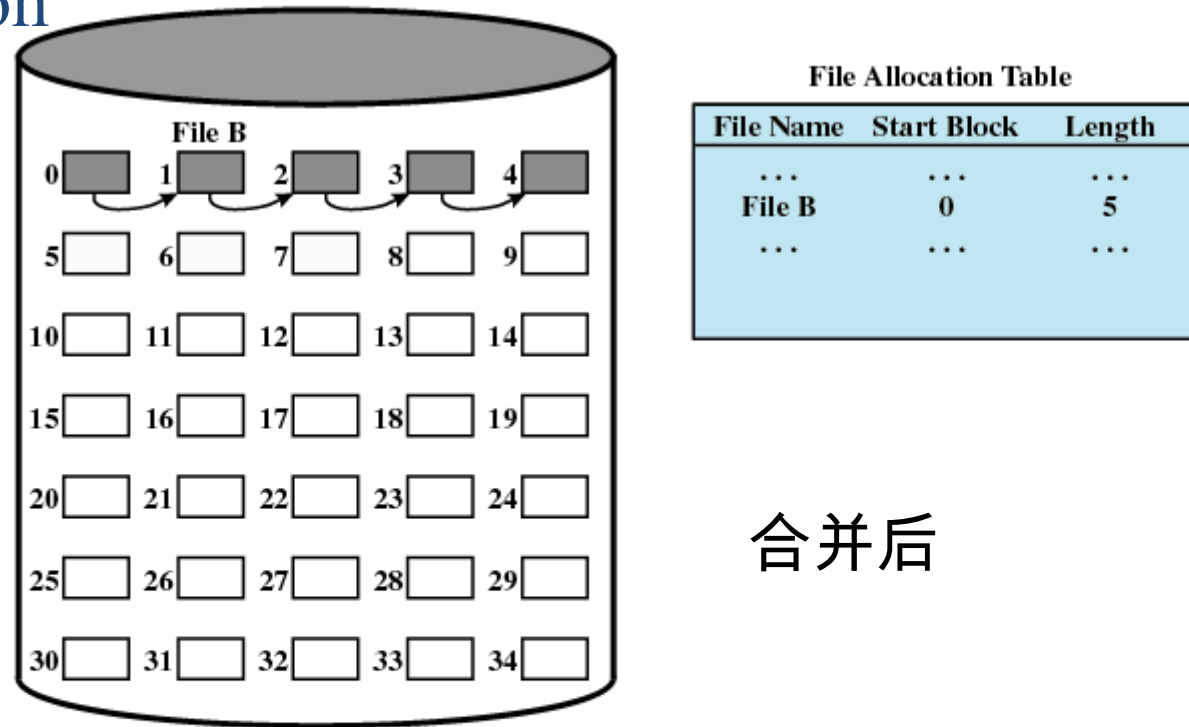 on
File B
0 1 2 3 4
5 6 7 8 9
10 11 12 13 14
15 16 17 18 19
20 21 22 23 24
25 26 27 28 29
30 31 32 33 34
File Allocation Table
File Name Start Block Length
... ... ...
File B 0 5
... ... ...
合并后